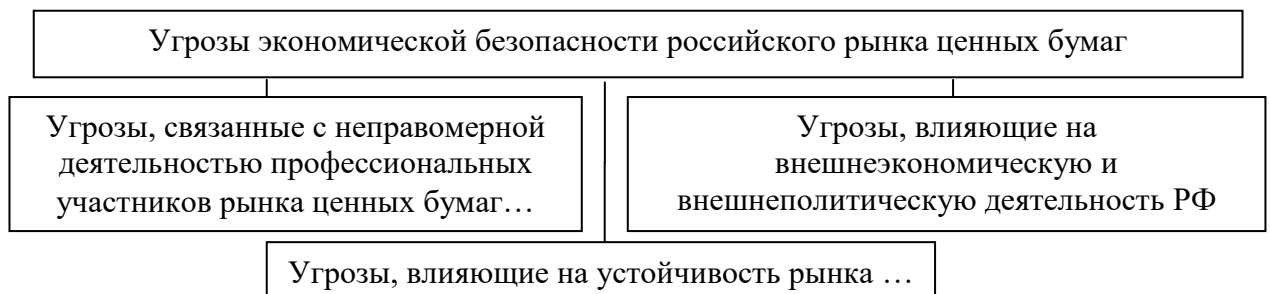 Угрозы экономической безопасности российского рынка ценных бумаг
Угрозы, связанные с неправомерной
деятельностью профессиональных
участников рынка ценных бумаг…
Угрозы, влияющие на
внешнеэкономическую и
внешнеполитическую деятельность РФ
Угрозы, влияющие на устойчивость рынка …